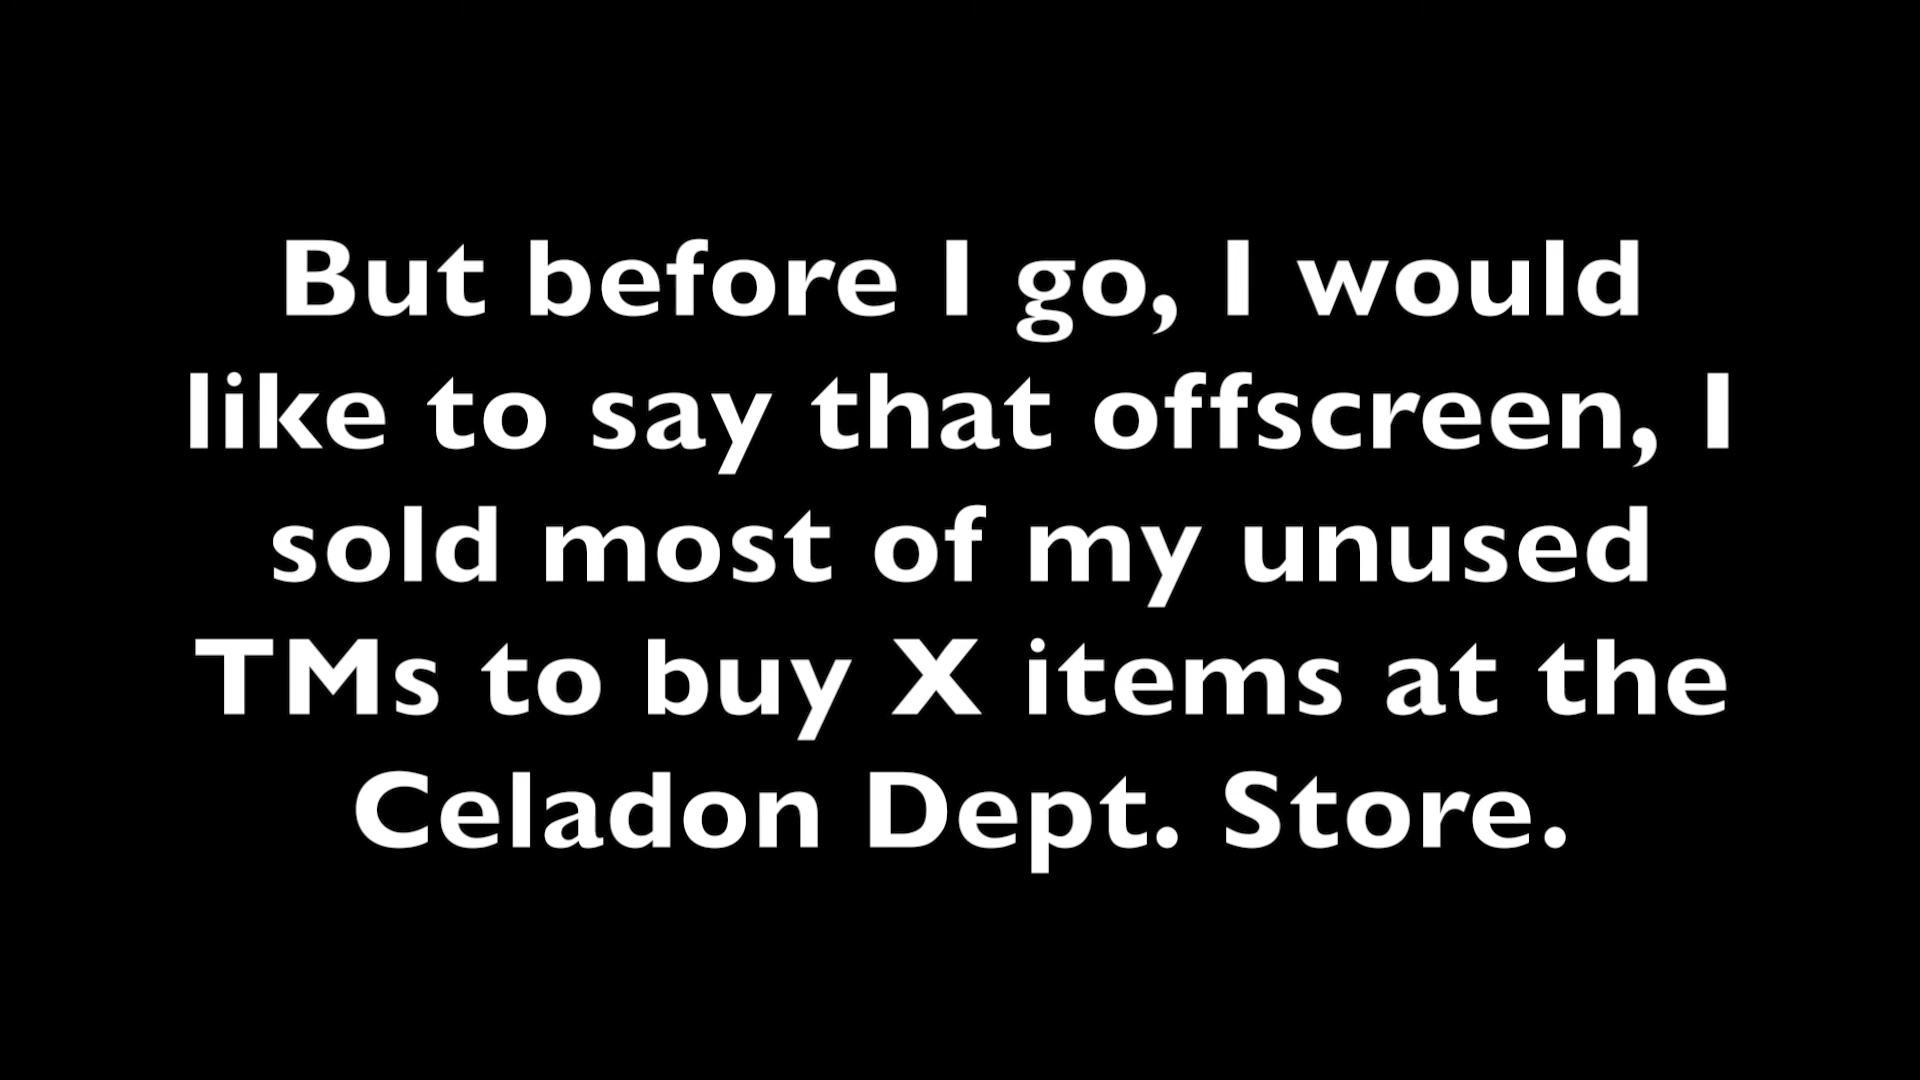 But before I go, I would
like to say that offscreen, I
sold most of my unused
TMs to buy X items at the
Celadon Dept. Store.